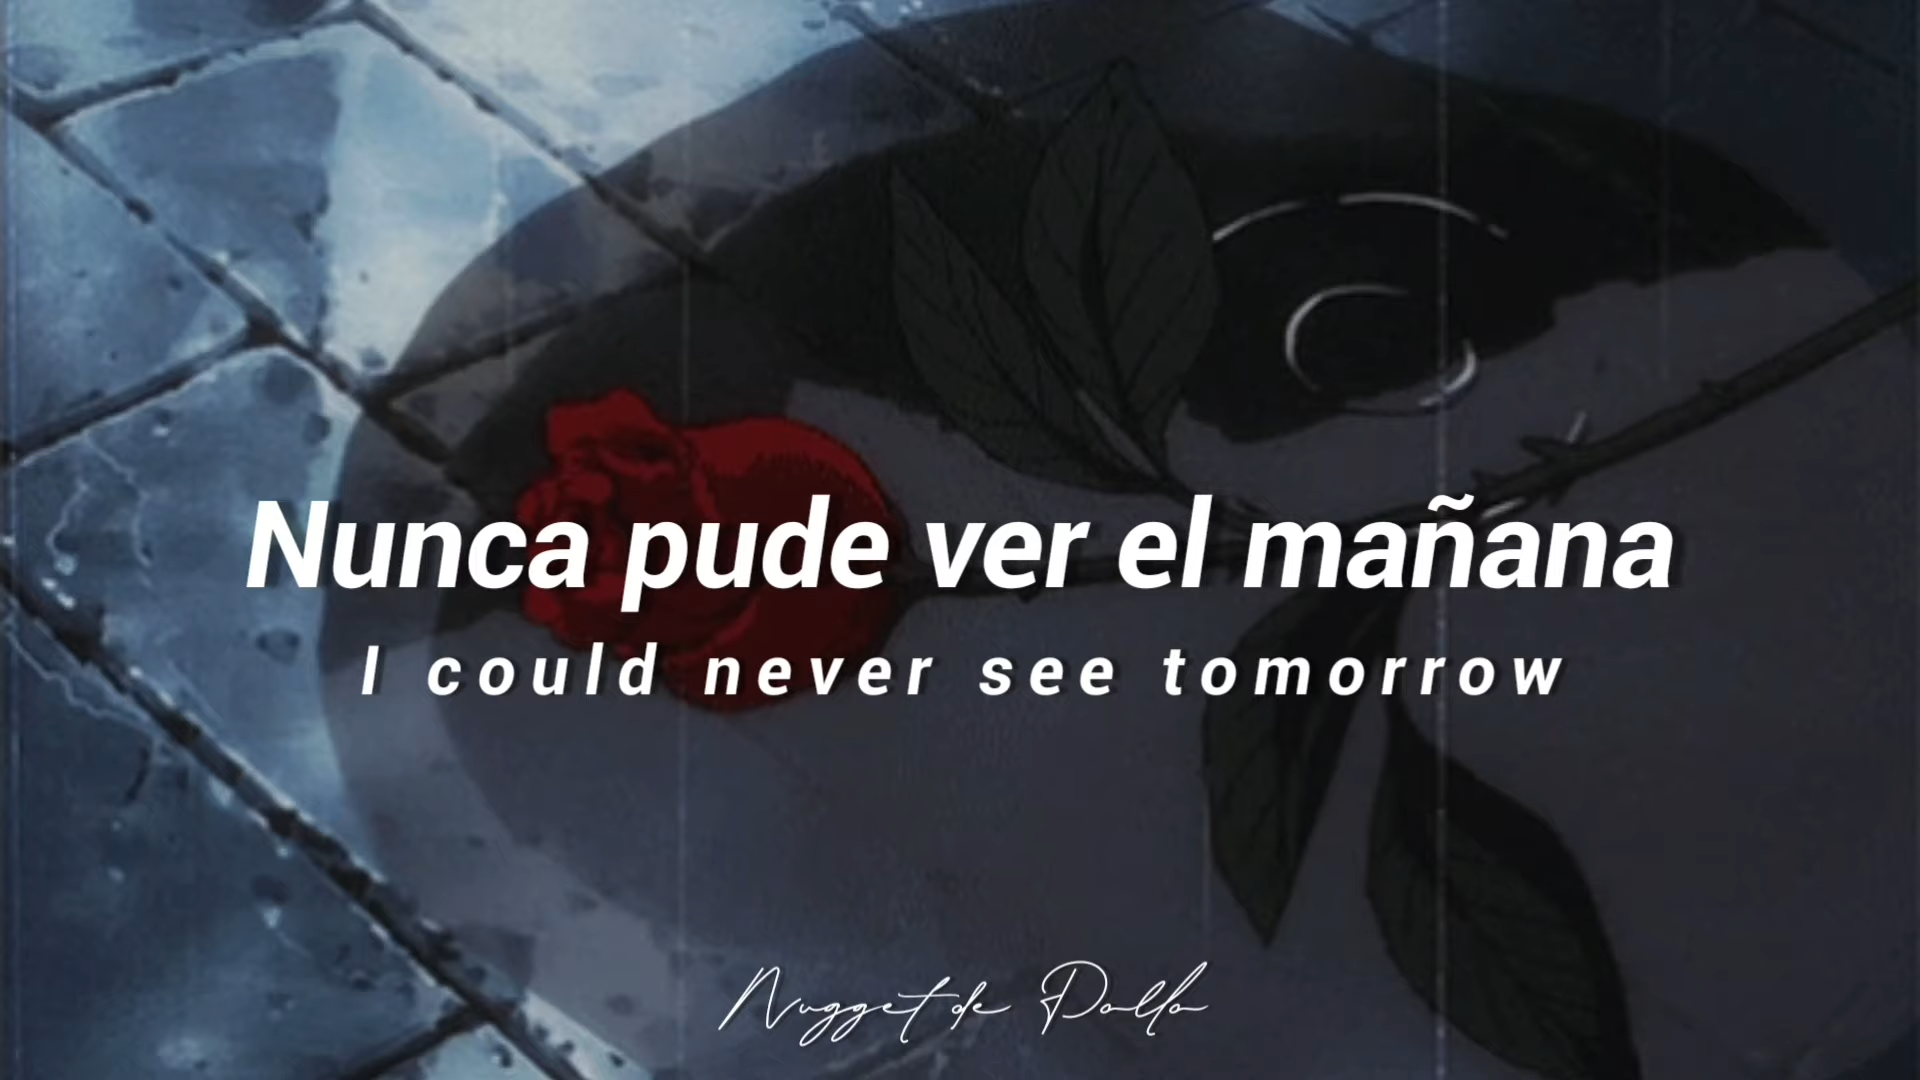 Nunca pude ver el mañana
I could never see tomorrow
Nugget de Pollo